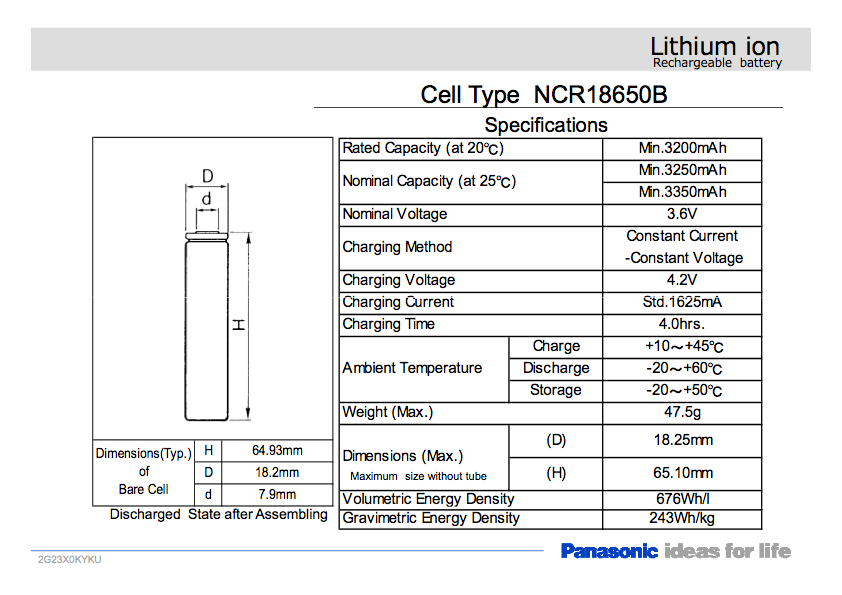 Lithium ion
Rechargeable battery
Cell Type NCR18650B
Specifications
D
d
H
Dimensions(Typ.) of Bare Cell
H 64.93mm
D 18.2mm
d 7.9mm
Discharged State after Assembling
Rated Capacity (at 20℃) Min.3200mAh
Nominal Capacity (at 25℃) Min.3250mAh
Min.3350mAh
Nominal Voltage 3.6V
Charging Method Constant Current
-Constant Voltage
Charging Voltage 4.2V
Charging Current Std.1625mA
Charging Time 4.0hrs.
Ambient Temperature
Charge +10~+45℃
Discharge -20~+60℃
Storage -20~+50℃
Weight (Max.) 47.5g
Dimensions (Max.)
Maximum size without tube
(D) 18.25mm
(H) 65.10mm
Volumetric Energy Density 676Wh/l
Gravimetric Energy Density 243Wh/kg
2G23X0KYKU
Panasonic ideas for life